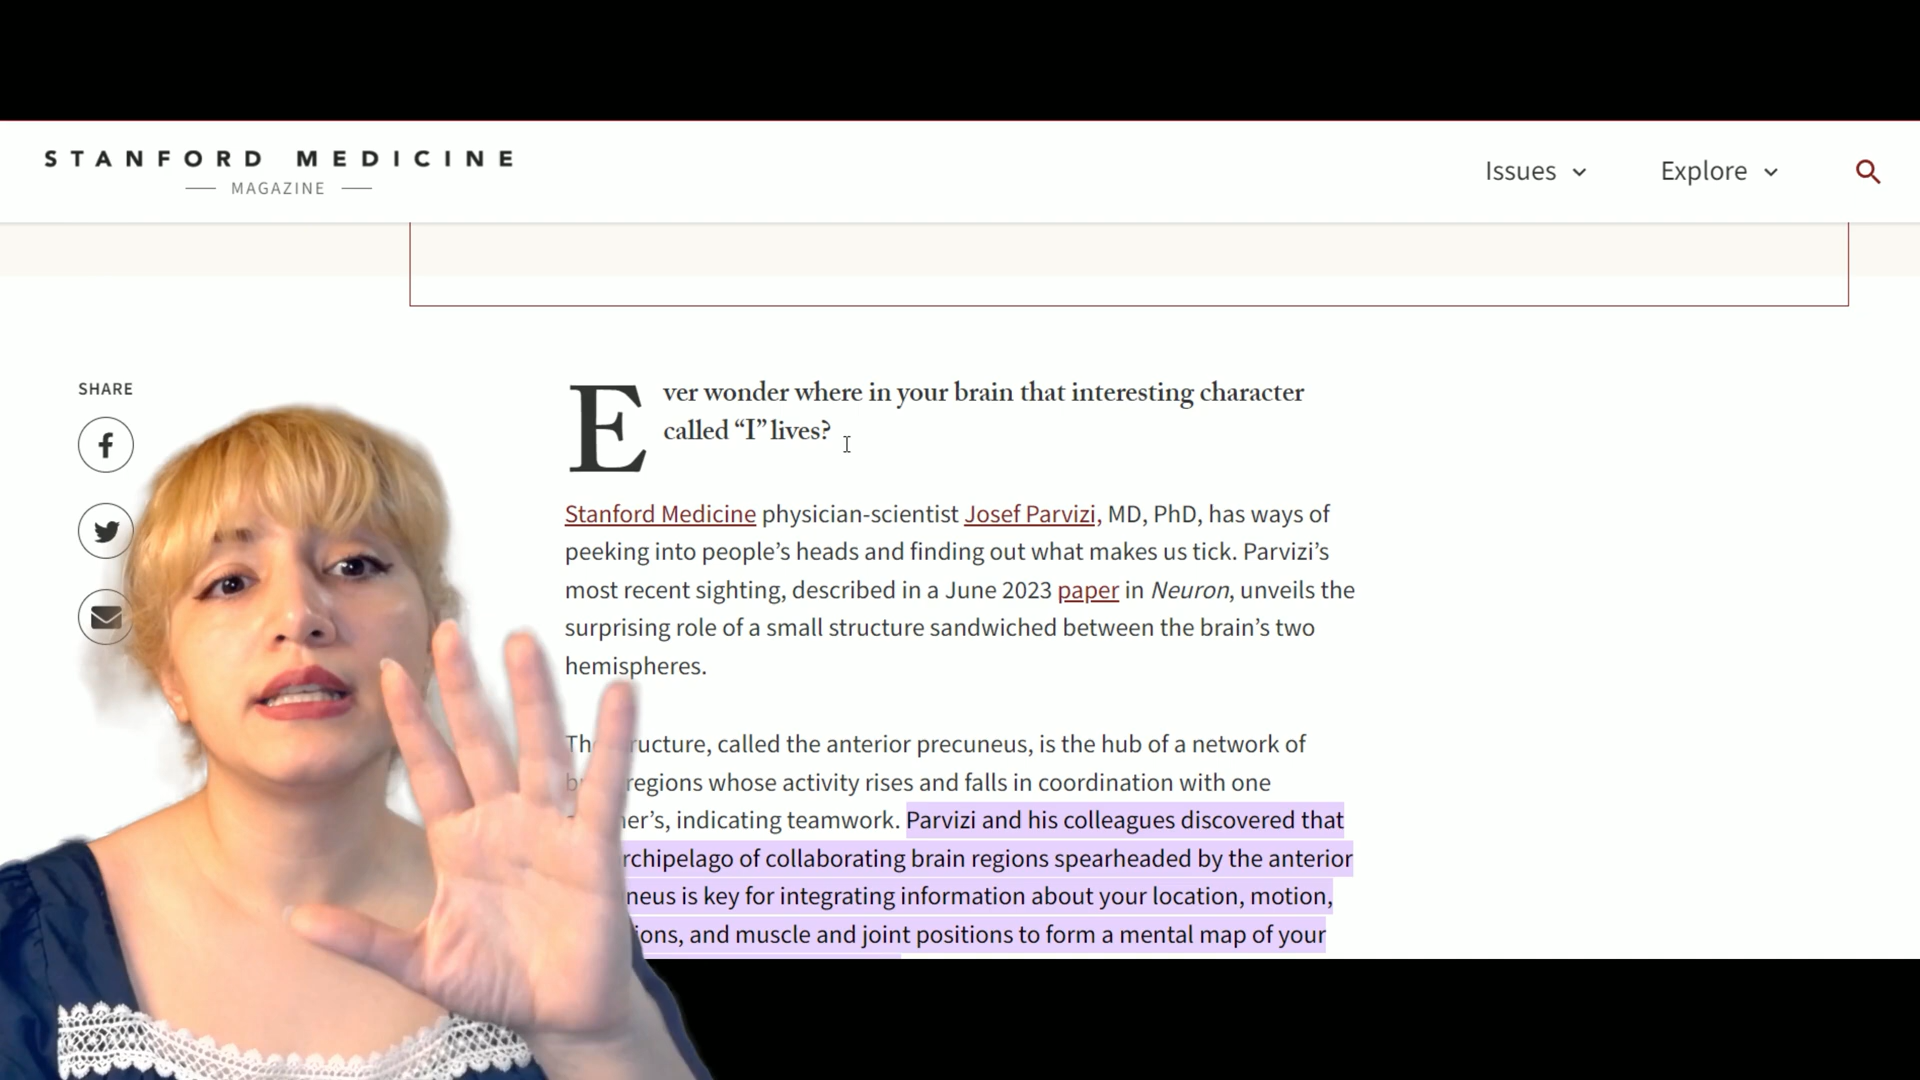 STANFORD MEDICINE
MAGAZINE
Issues
Explore
SHARE
Ever wonder where in your brain that interesting character
called “I” lives?
Stanford Medicine physician-scientist Josef Parvizi, MD, PhD, has ways of
peeking into people’s heads and finding out what makes us tick. Parvizi’s
most recent sighting, described in a June 2023 paper in Neuron, unveils the
surprising role of a small structure sandwiched between the brain’s two
hemispheres.
ructure, called the anterior precuneus, is the hub of a network of
regions whose activity rises and falls in coordination with one
her’s, indicating teamwork. Parvizi and his colleagues discovered that
rchipelago of collaborating brain regions spearheaded by the anterior
neus is key for integrating information about your location, motion,
ions, and muscle and joint positions to form a mental map of your